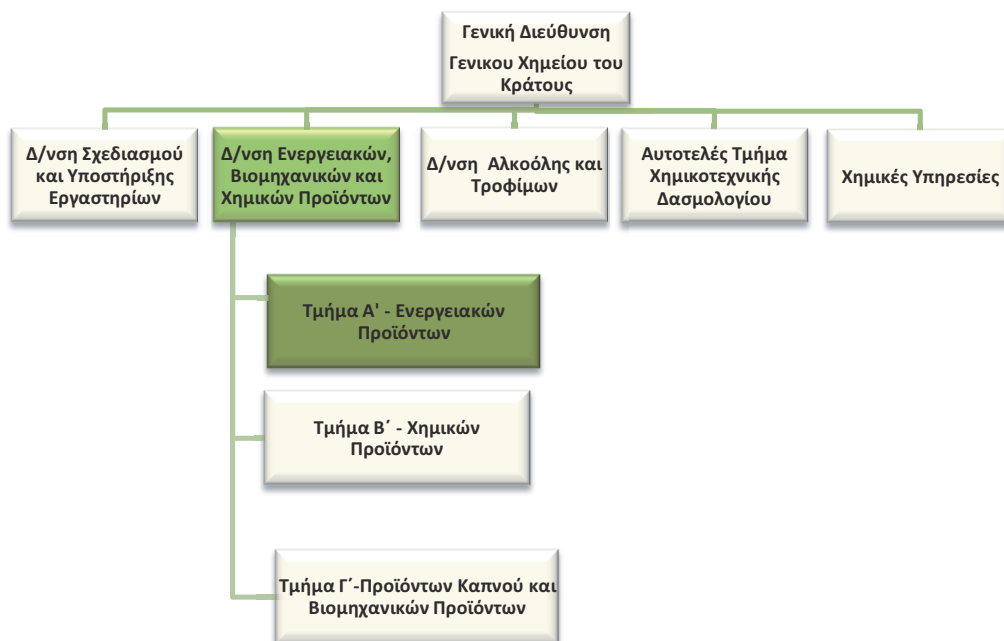 Γενική Διεύθυνση
Γενικου Χημείου του
Κράτους
Δ/νση Σχεδιασμού
και Υποστήριξης
Εργαστηρίων
Δ/νση Ενεργειακών,
Βιομηχανικών και
Χημικών Προϊόντων
Δ/νση Αλκοόλης και
Τροφίμων
Αυτοτελές Τμήμα
Χημικοτεχνικής
Δασμολογίου
Χημικές Υπηρεσίες
Τμήμα Α' - Ενεργειακών
Προϊόντων
Τμήμα Β΄ - Χημικών
Προϊόντων
Τμήμα Γ΄-Προϊόντων Καπνού και
Βιομηχανικών Προϊόντων